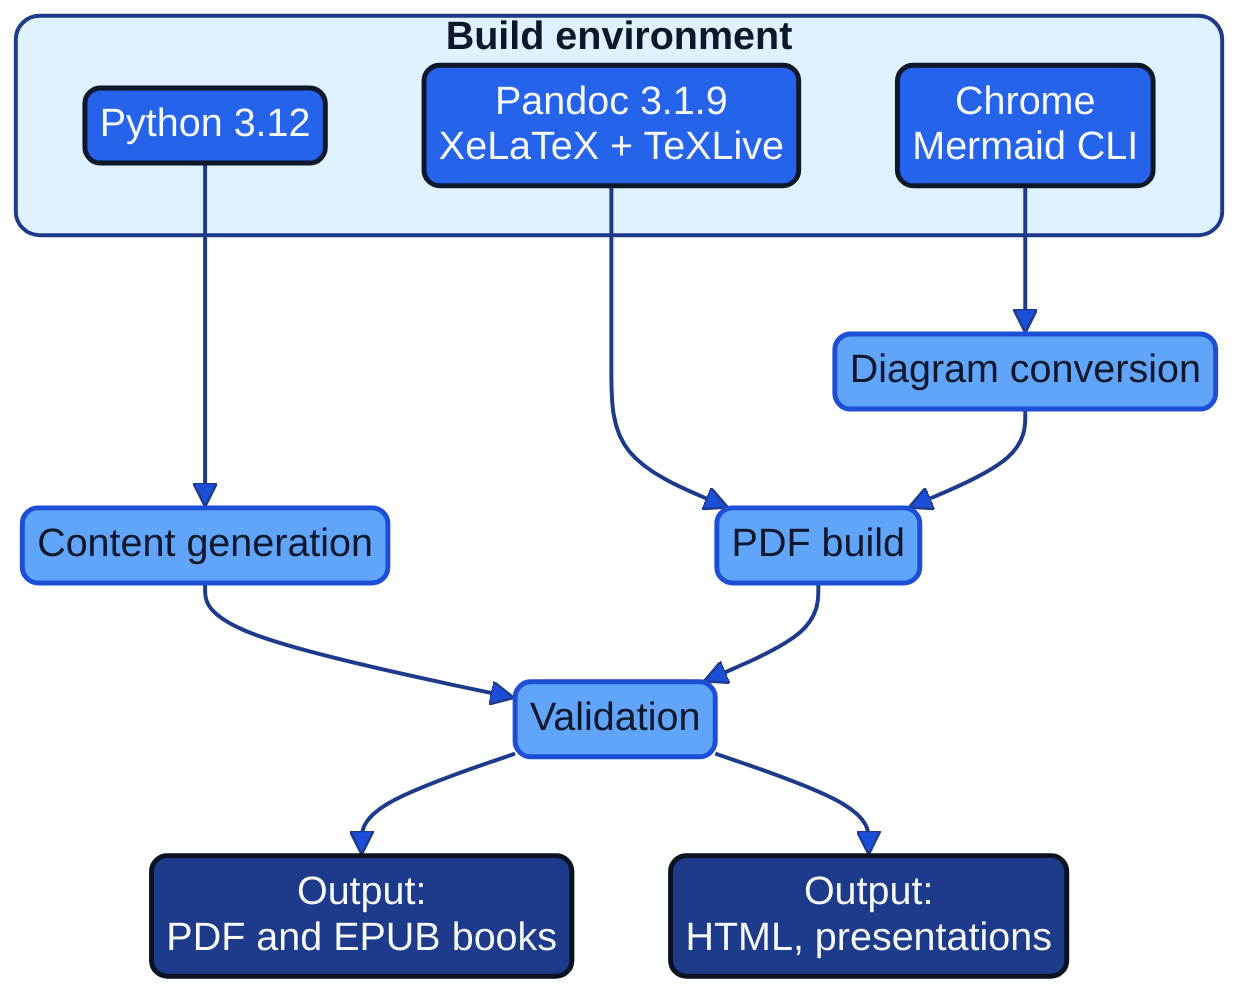 Build environment
Python 3.12
Pandoc 3.1.9
XeLaTeX + TeXLive
Chrome
Mermaid CLI
Diagram conversion
Content generation
PDF build
Validation
Output:
PDF and EPUB books
Output:
HTML, presentations